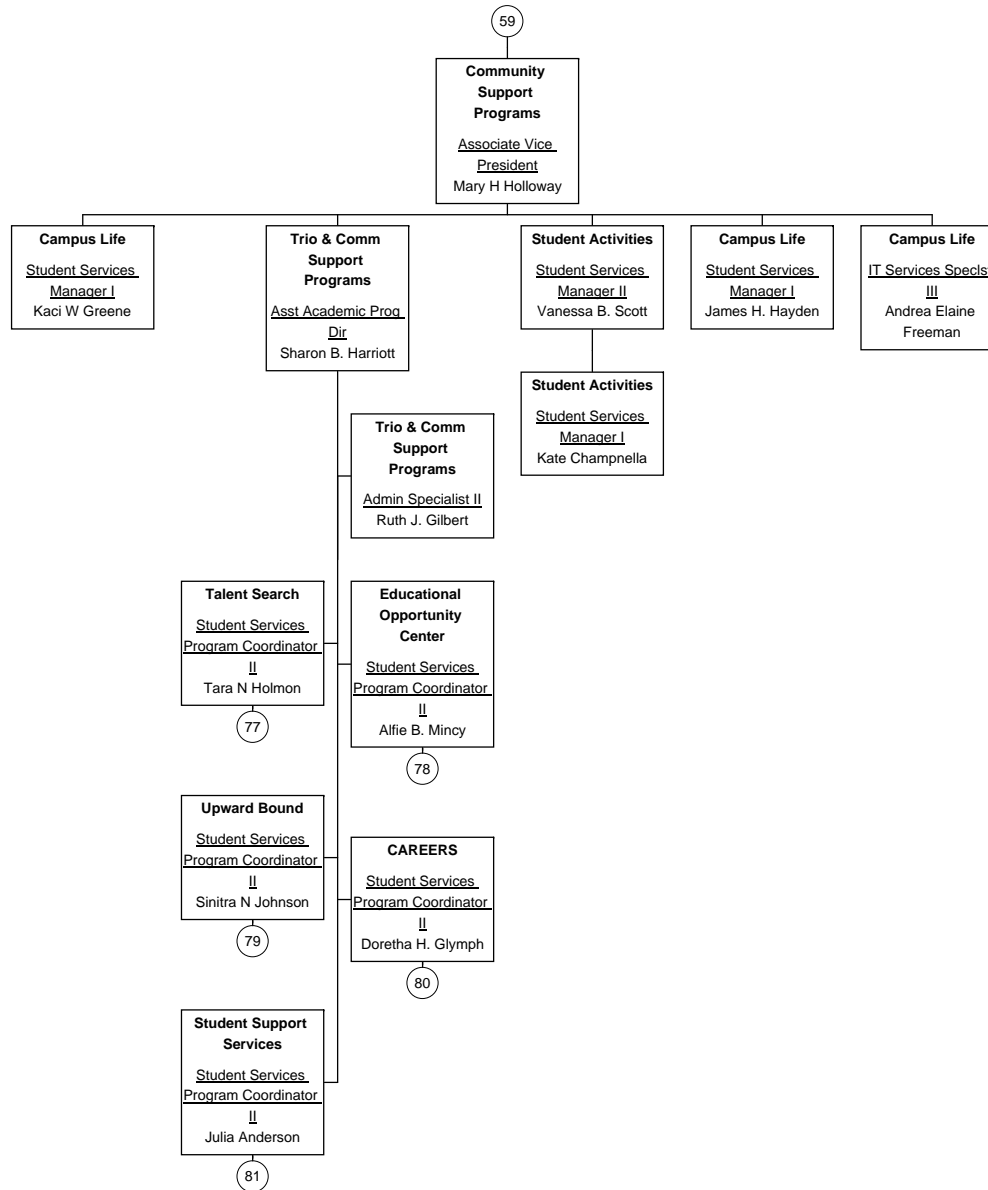 59
Community
Support
Programs
Associate Vice
President
Mary H Holloway
Campus Life
Student Services
Manager I
Kaci W Greene
Trio & Comm
Support
Programs
Asst Academic Prog
Dir
Sharon B. Harriott
Student Activities
Student Services
Manager II
Vanessa B. Scott
Campus Life
Student Services
Manager I
James H. Hayden
Campus Life
IT Services Speclst
III
Andrea Elaine
Freeman
Student Activities
Student Services
Manager I
Kate Champnella
Trio & Comm
Support
Programs
Admin Specialist II
Ruth J. Gilbert
Talent Search
Student Services
Program Coordinator
II
Tara N Holmon
77
Educational
Opportunity
Center
Student Services
Program Coordinator
II
Alfie B. Mincy
78
Upward Bound
Student Services
Program Coordinator
II
Sinitra N Johnson
79
CAREERS
Student Services
Program Coordinator
II
Doretha H. Glymph
80
Student Support
Services
Student Services
Program Coordinator
II
Julia Anderson
81